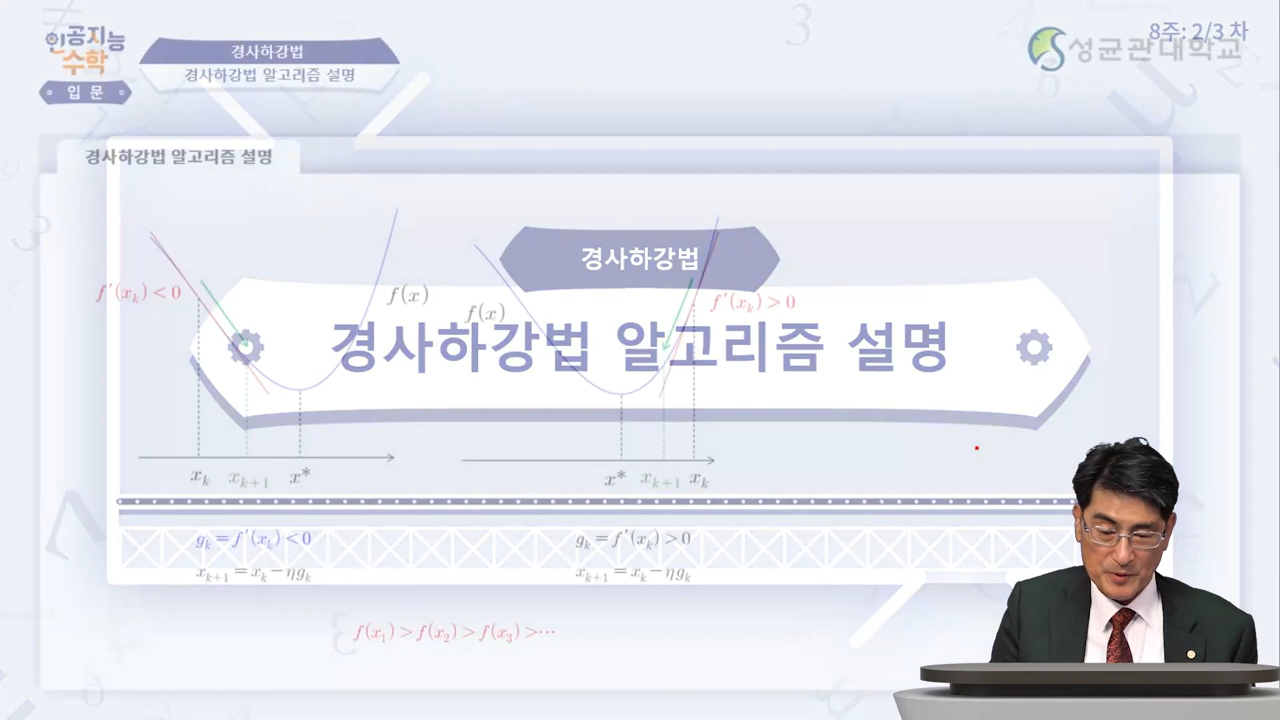 인공지능
수학
입문
경사하강법
경사하강법 알고리즘 설명
8주: 2/3 차
성균관대학교
경사하강법 알고리즘 설명
경사하강법
경사하강법 알고리즘 설명
f'(x_k) < 0
f(x)
f(x)
f'(x_k) > 0
x_k x_{k+1} x*
x* x_{k+1} x_k
g_k = f'(x_k) < 0
x_{k+1} = x_k − ηg_k
g_k = f'(x_k) > 0
x_{k+1} = x_k − ηg_k
f(x_1) > f(x_2) > f(x_3) > ⋯